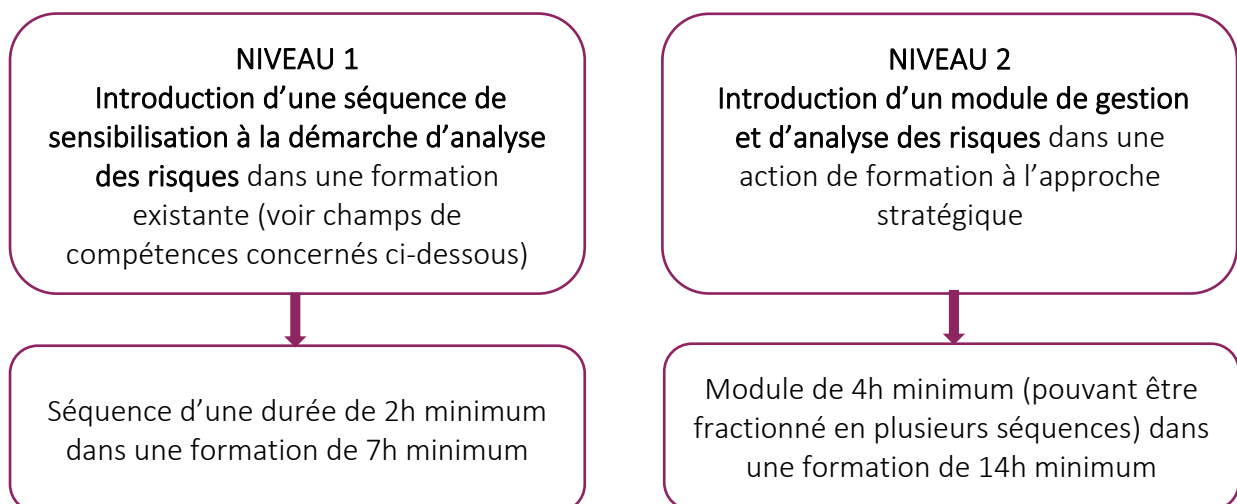 NIVEAU 1
Introduction d’une séquence de
sensibilisation à la démarche d’analyse
des risques dans une formation
existante (voir champs de
compétences concernés ci-dessous)
Séquence d’une durée de 2h minimum
dans une formation de 7h minimum
NIVEAU 2
Introduction d’un module de gestion
et d’analyse des risques dans une
action de formation à l’approche
stratégique
Module de 4h minimum (pouvant être
fractionné en plusieurs séquences) dans
une formation de 14h minimum